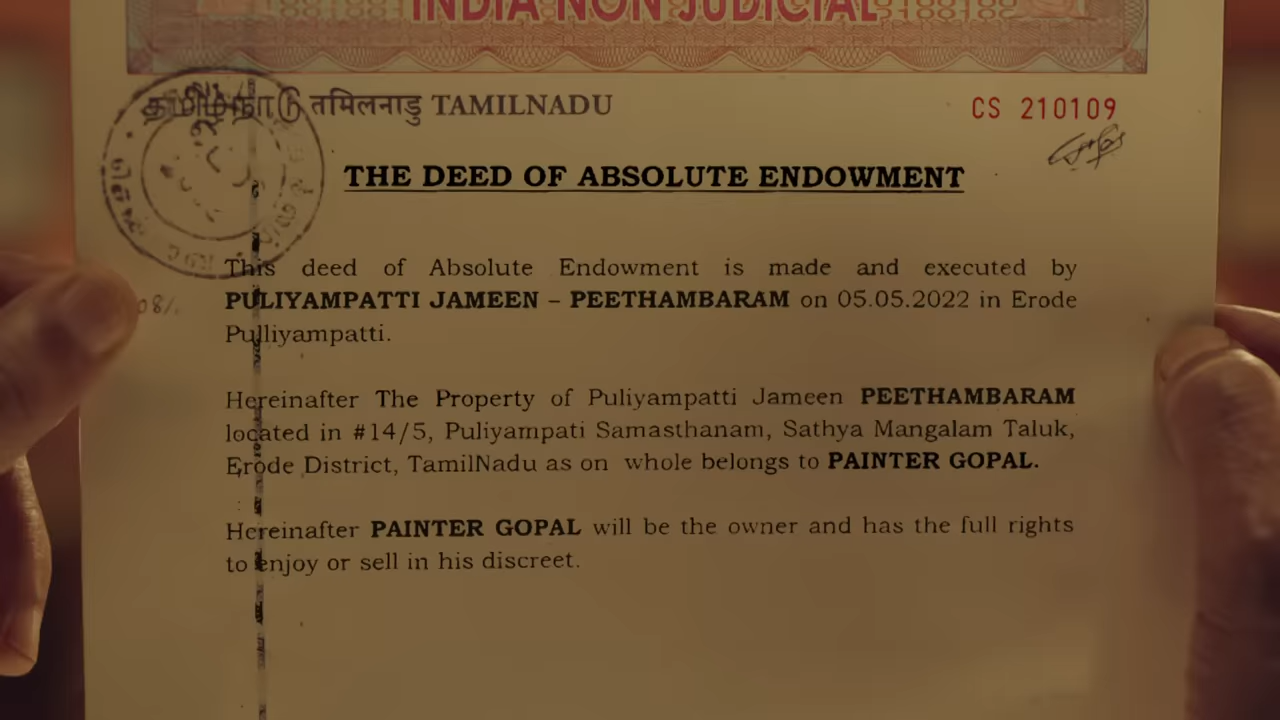 INDIA NON JUDICIAL
தமிழ்நாடு तमिलनाडु TAMILNADU
CS 210109
THE DEED OF ABSOLUTE ENDOWMENT
This deed of Absolute Endowment is made and executed by
PULIYAMPATTI JAMEEN – PEETHAMBARAM on 05.05.2022 in Erode
Pulliyampatti.
Hereinafter The Property of Puliyampatti Jameen PEETHAMBARAM
located in #14/5, Puliyampati Samasthanam, Sathya Mangalam Taluk,
Erode District, TamilNadu as on whole belongs to PAINTER GOPAL.
Hereinafter PAINTER GOPAL will be the owner and has the full rights
to enjoy or sell in his discreet.